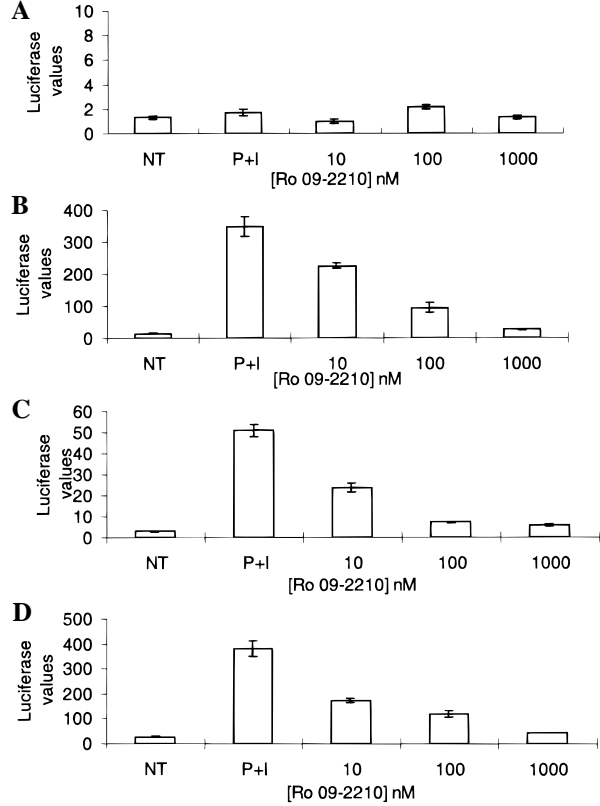 A
Luciferase
values
10
8
6
4
2
0
NT P+I 10 100 1000
[Ro 09-2210] nM
B
Luciferase
values
400
300
200
100
0
NT P+I 10 100 1000
[Ro 09-2210] nM
C
Luciferase
values
60
50
40
30
20
10
0
NT P+I 10 100 1000
[Ro 09-2210] nM
D
Luciferase
values
500
400
300
200
100
0
NT P+I 10 100 1000
[Ro 09-2210] nM